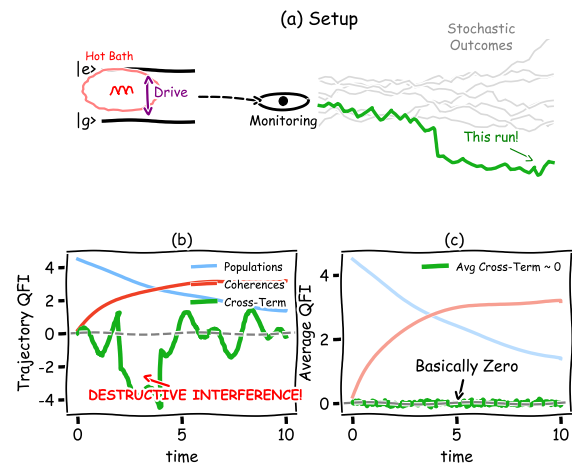 (a) Setup
Stochastic
Outcomes
Hot Bath
|e>
Drive
|g>
Monitoring
This run!
(b)
Trajectory QFI
4
2
0
-2
-4
Populations
Coherences
Cross-Term
DESTRUCTIVE INTERFERENCE!
0
5
10
time
(c)
Average QFI
4
2
0
Avg Cross-Term ~ 0
Basically Zero
0
5
10
time